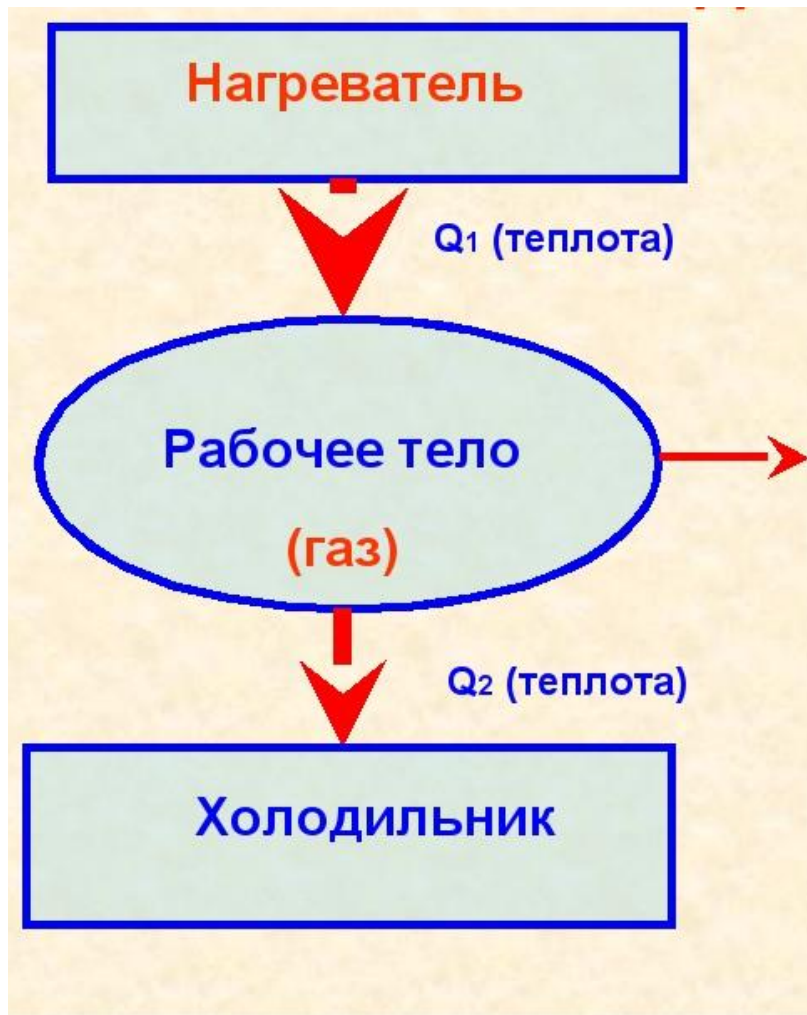 Нагреватель
Q1 (теплота)
Рабочее тело
(газ)
Q2 (теплота)
Холодильник